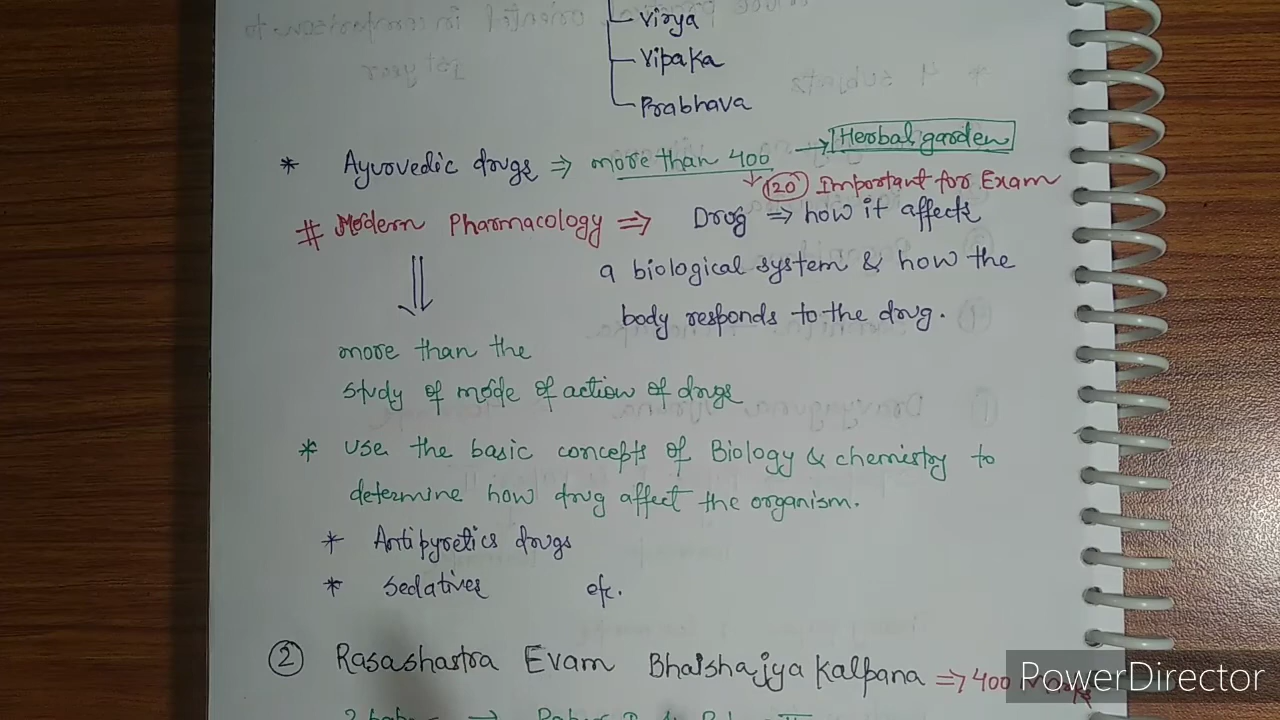 Virya
Vipaka
Prabhava
* Ayurvedic drugs ⇒ more than 400 → Herbal garden
↓ 20 Important for Exam
# Modern Pharmacology ⇒ Drug ⇒ how it affects
a biological system & how the
body responds to the drug.
⇓
more than the
study of mode of action of drugs
* Use the basic concepts of Biology & chemistry to
determine how drug affect the organism.
* Antipyretics drugs
* Sedatives etc.
② Rasashastra Evam Bhaishajya Kalpana ⇒ 400
PowerDirector